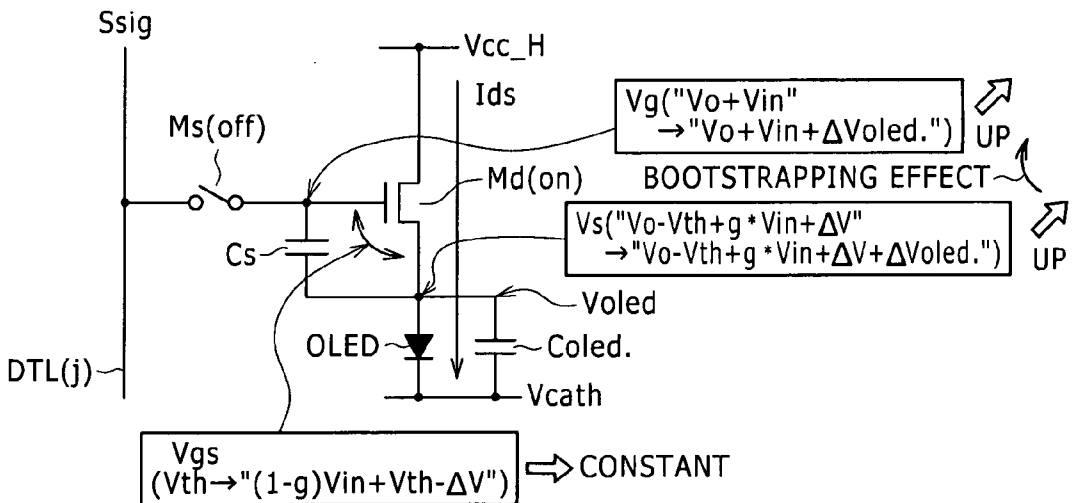 Ssig
Vcc_H
Ids
Ms(off)
Vg("Vo+Vin"
→"Vo+Vin+ΔVoled.")
UP
BOOTSTRAPPING EFFECT
Md(on)
Vs("Vo-Vth+g*Vin+ΔV"
→"Vo-Vth+g*Vin+ΔV+ΔVoled.")
UP
Cs
Voled
OLED
Coled.
DTL(j)
Vcath
Vgs
(Vth→"(1-g)Vin+Vth-ΔV")
CONSTANT